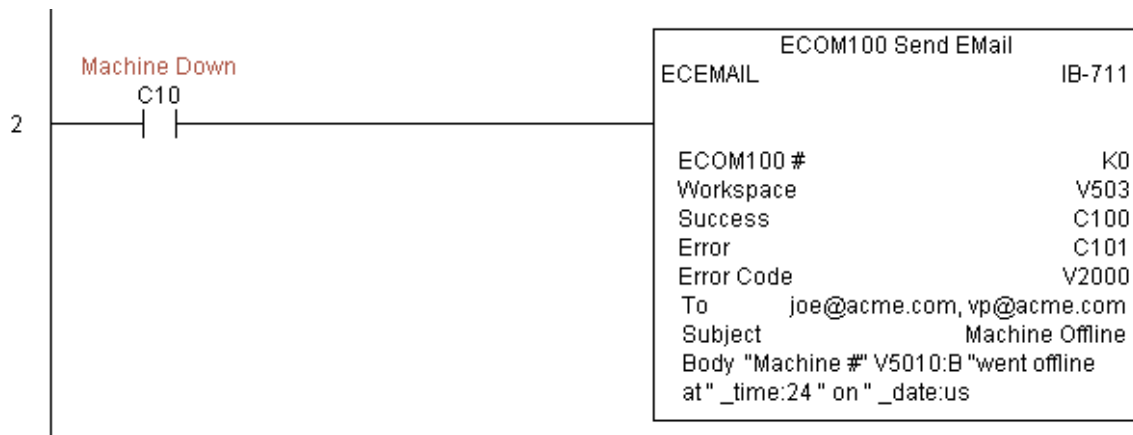 ECOM100 Send EMail
ECEMAIL IB-711
Machine Down
C10
2
ECOM100 # K0
Workspace V503
Success C100
Error C101
Error Code V2000
To joe@acme.com, vp@acme.com
Subject Machine Offline
Body "Machine #" V5010:B "went offline
at " _time:24 " on " _date:us